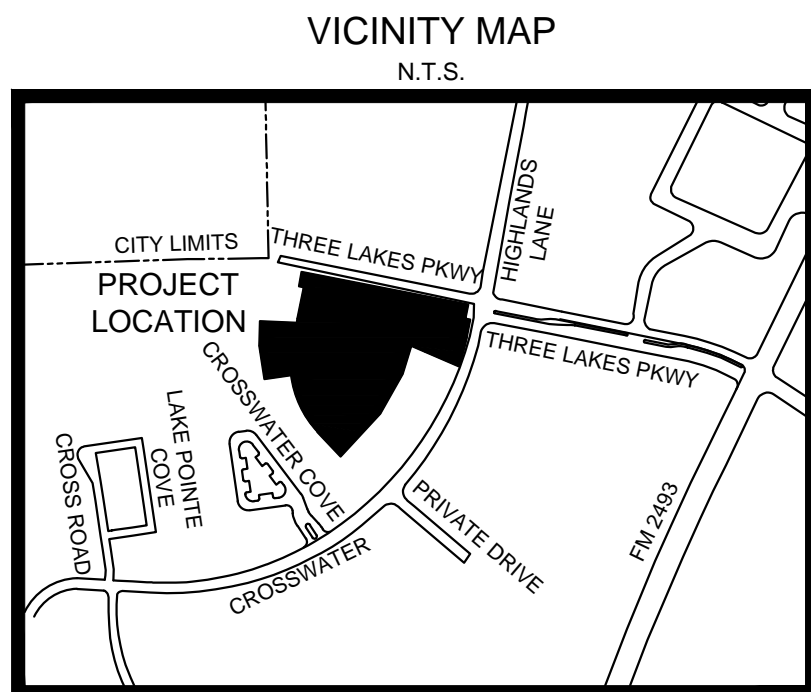 VICINITY MAP
N.T.S.
CITY LIMITS
THREE LAKES PKWY
HIGHLANDS
LANE
PROJECT
LOCATION
THREE LAKES PKWY
CROSSWATER COVE
LAKE POINTE
COVE
CROSS ROAD
PRIVATE DRIVE
FM 2493
CROSSWATER